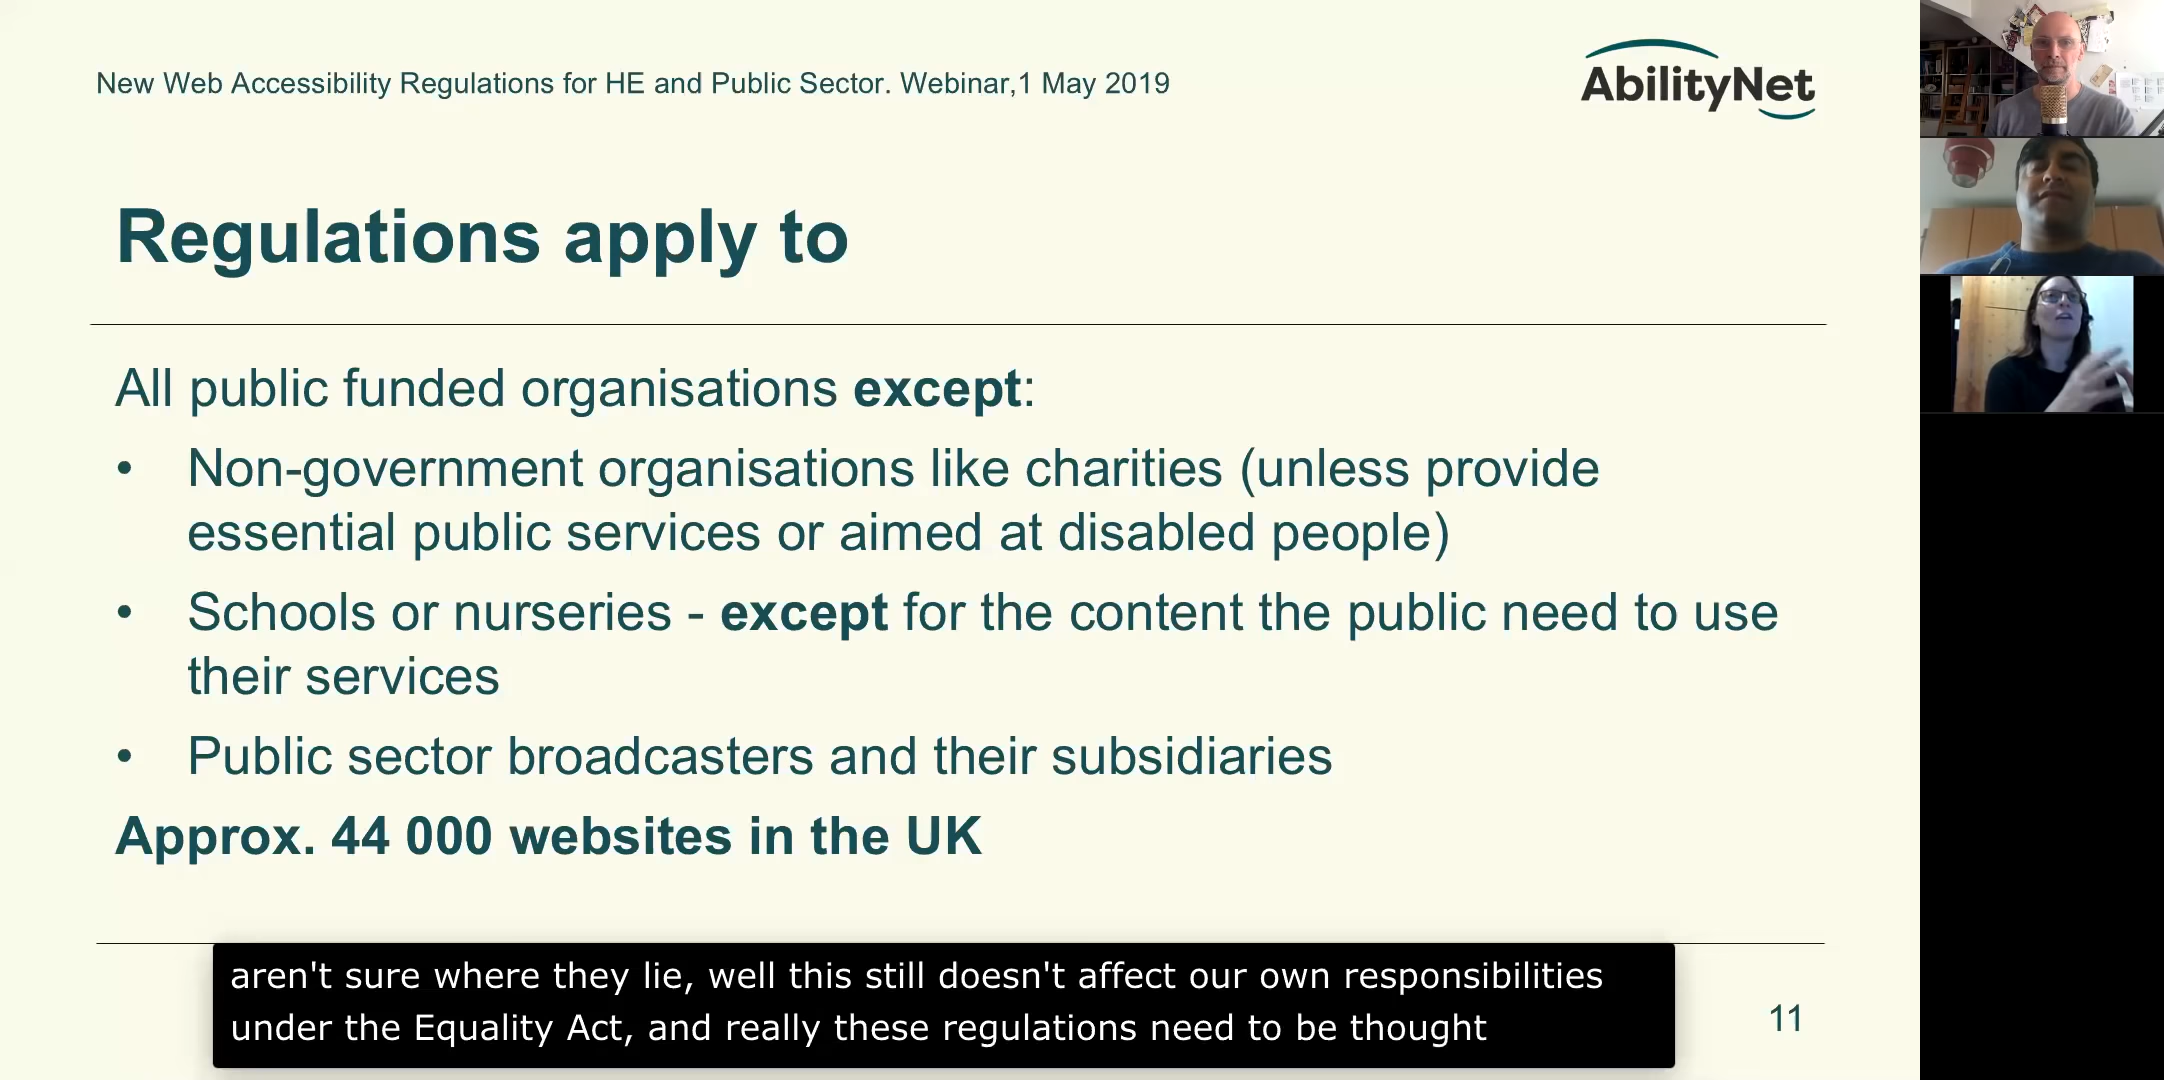 New Web Accessibility Regulations for HE and Public Sector. Webinar,1 May 2019
AbilityNet
Regulations apply to
All public funded organisations except:
• Non-government organisations like charities (unless provide
essential public services or aimed at disabled people)
• Schools or nurseries - except for the content the public need to use
their services
• Public sector broadcasters and their subsidiaries
Approx. 44 000 websites in the UK
aren't sure where they lie, well this still doesn't affect our own responsibilities
under the Equality Act, and really these regulations need to be thought
11